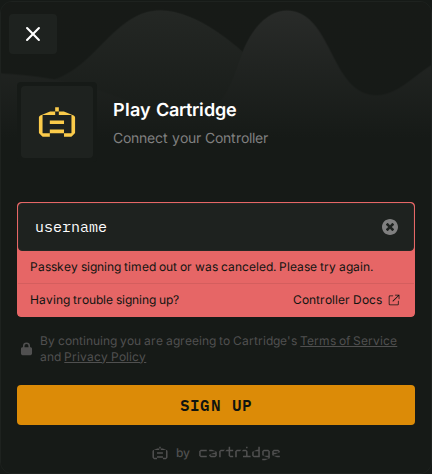 Play Cartridge
Connect your Controller
username
Passkey signing timed out or was canceled. Please try again.
Having trouble signing up? Controller Docs
By continuing you are agreeing to Cartridge's Terms of Service
and Privacy Policy
SIGN UP
by cartridge